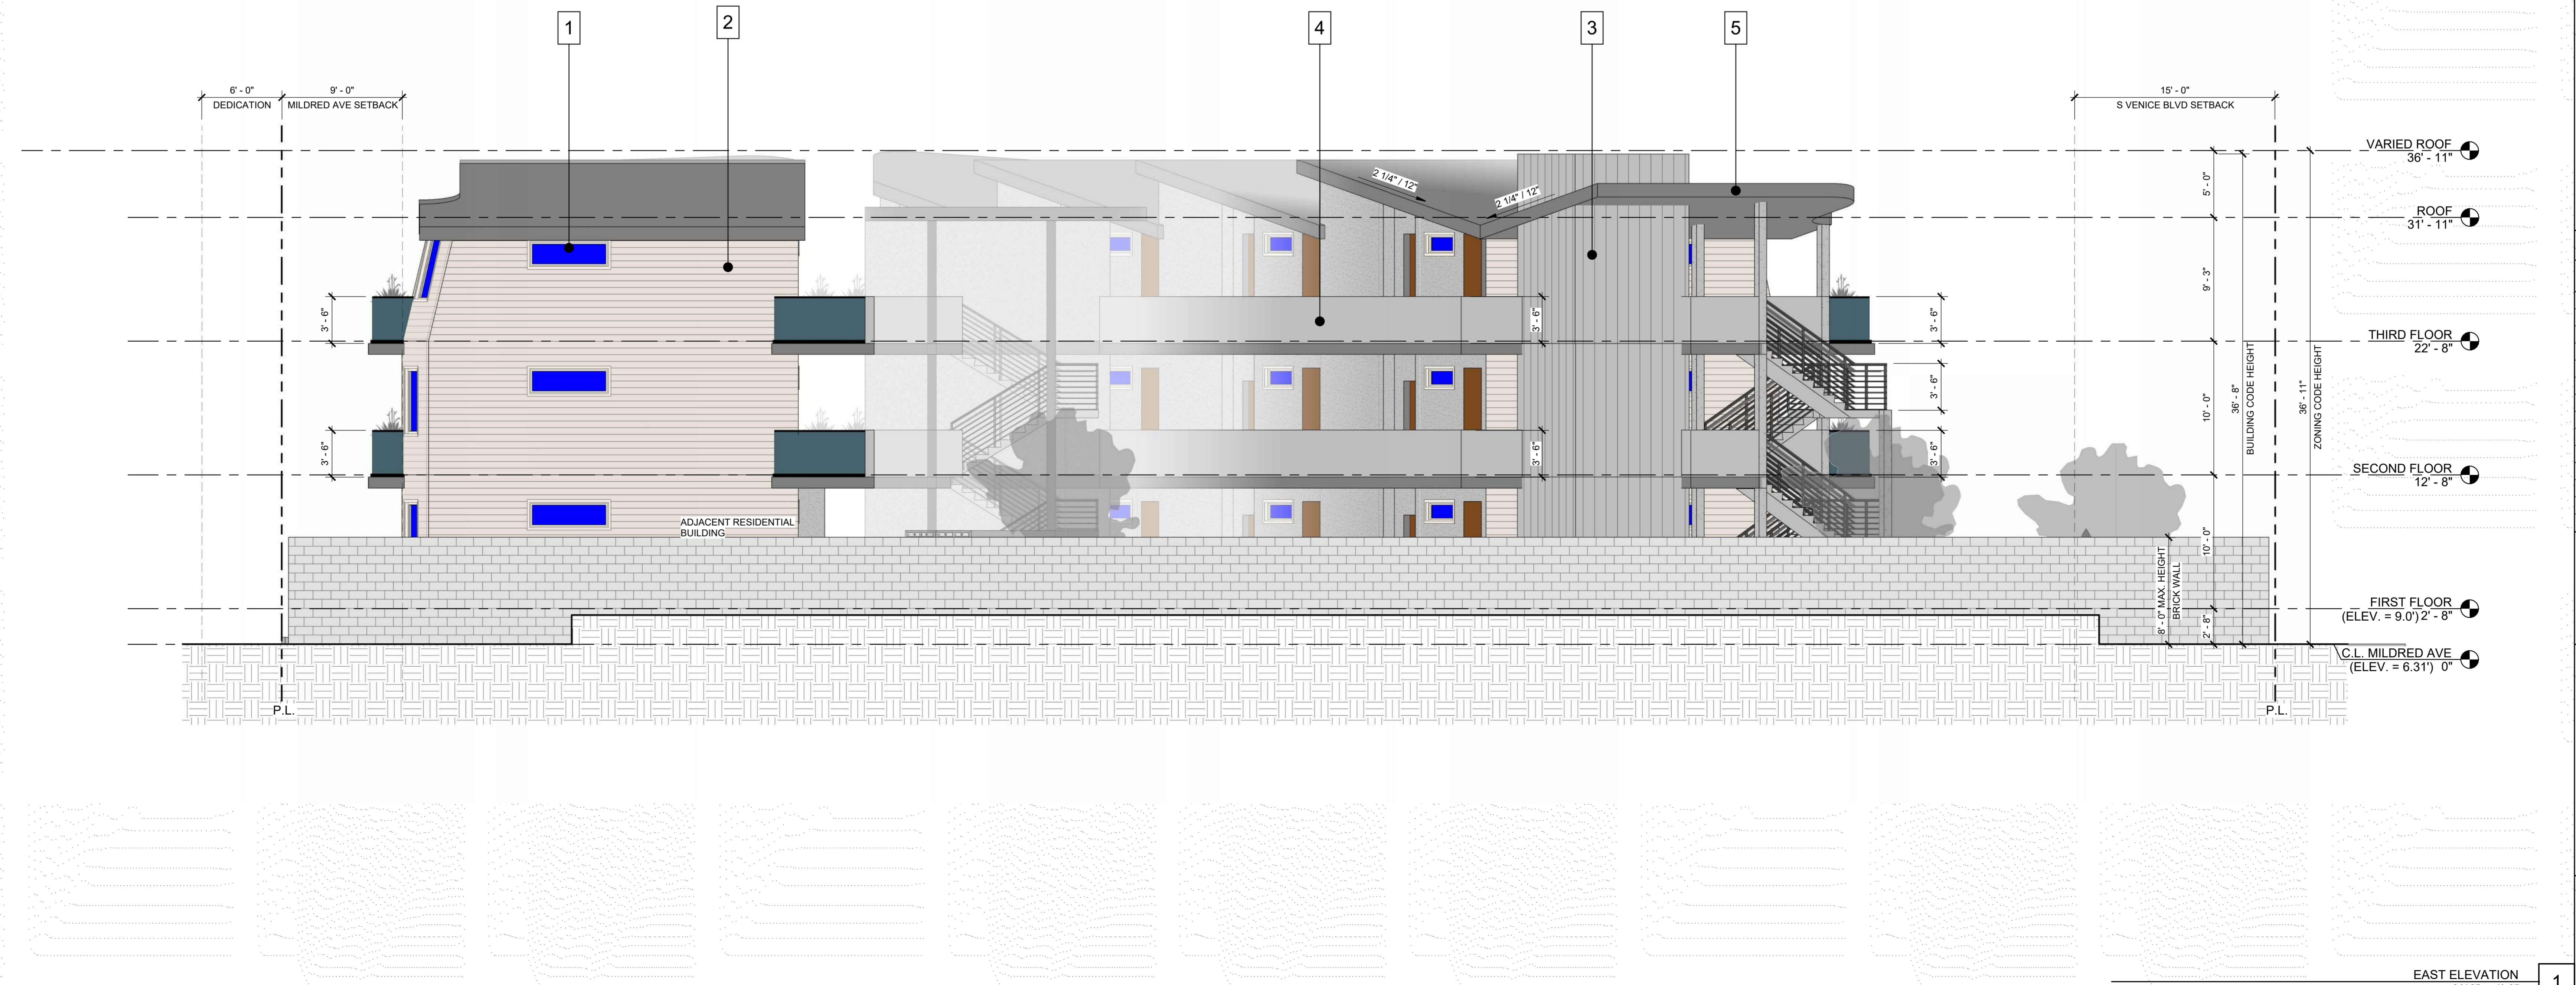 1
2
4
3
5
6' - 0"
DEDICATION
9' - 0"
MILDRED AVE SETBACK
15' - 0"
S VENICE BLVD SETBACK
VARIED ROOF
36' - 11"
ROOF
31' - 11"
THIRD FLOOR
22' - 8"
SECOND FLOOR
12' - 8"
FIRST FLOOR
(ELEV. = 9.0') 2' - 8"
C.L. MILDRED AVE
(ELEV. = 6.31') 0"
5' - 0"
9' - 3"
10' - 0"
10' - 0"
2' - 8"
36' - 8"
BUILDING CODE HEIGHT
36' - 11"
ZONING CODE HEIGHT
8' - 0" MAX. HEIGHT
BRICK WALL
2 1/4" / 12"
2 1/4" / 12"
3' - 6"
3' - 6"
3' - 6"
3' - 6"
3' - 6"
3' - 6"
3' - 6"
ADJACENT RESIDENTIAL
BUILDING
P.L.
P.L.
EAST ELEVATION
1